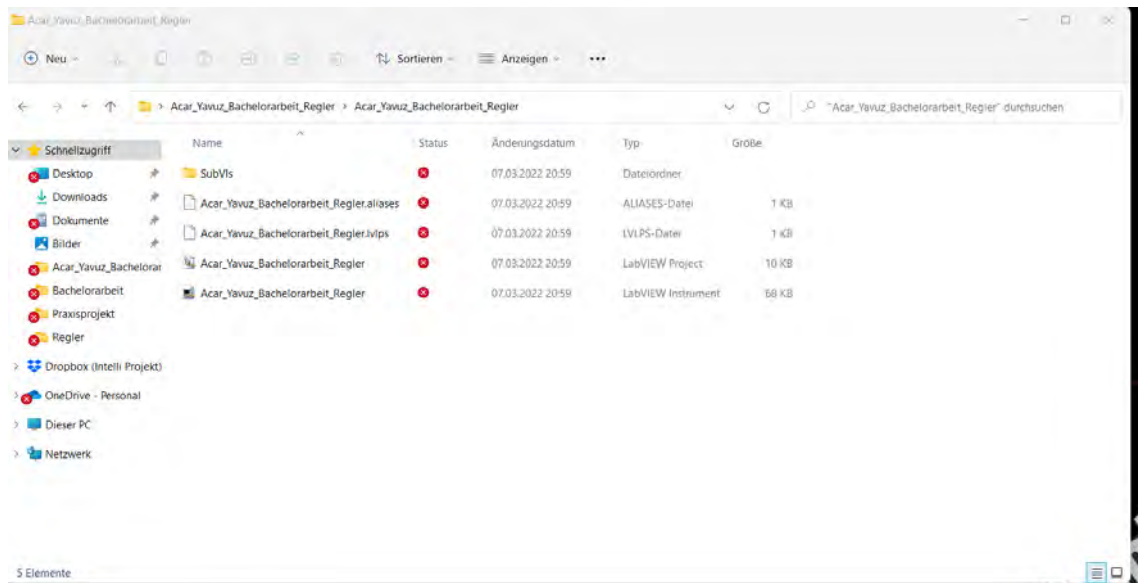 Acar_Yavuz_Bachelorarbeit_Regler
Neu Sortieren Anzeigen
Acar_Yavuz_Bachelorarbeit_Regler > Acar_Yavuz_Bachelorarbeit_Regler "Acar_Yavuz_Bachelorarbeit_Regler" durchsuchen
Schnellzugriff
Desktop
Downloads
Dokumente
Bilder
Acar_Yavuz_Bachelorar
Bachelorarbeit
Praxisprojekt
Regler
Dropbox (Intelli Projekt)
OneDrive - Personal
Dieser PC
Netzwerk
Name Status Änderungsdatum Typ Größe
SubVIs 07.03.2022 20:59 Dateiordner
Acar_Yavuz_Bachelorarbeit_Regler.aliases 07.03.2022 20:59 ALIASES-Datei 1 KB
Acar_Yavuz_Bachelorarbeit_Regler.lvlps 07.03.2022 20:59 LVLPS-Datei 1 KB
Acar_Yavuz_Bachelorarbeit_Regler 07.03.2022 20:59 LabVIEW Project 10 KB
Acar_Yavuz_Bachelorarbeit_Regler 07.03.2022 20:59 LabVIEW Instrument 68 KB
5 Elemente